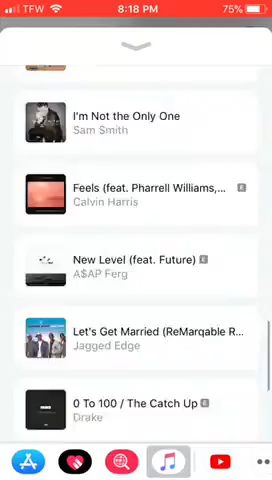 TFW 8:18 PM 75%
I'm Not the Only One
Sam Smith
Feels (feat. Pharrell Williams,... E
Calvin Harris
New Level (feat. Future) E
A$AP Ferg
Let's Get Married (ReMarqable R...
Jagged Edge
0 To 100 / The Catch Up E
Drake